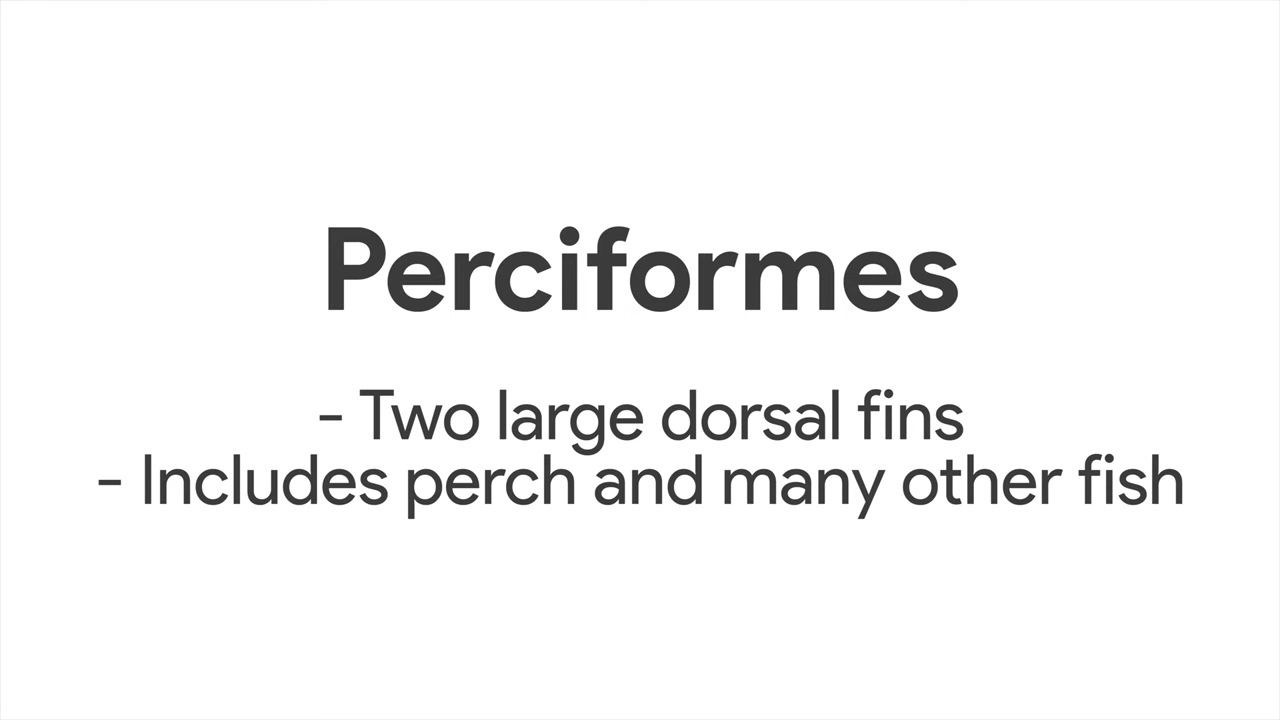 Perciformes
- Two large dorsal fins
- Includes perch and many other fish